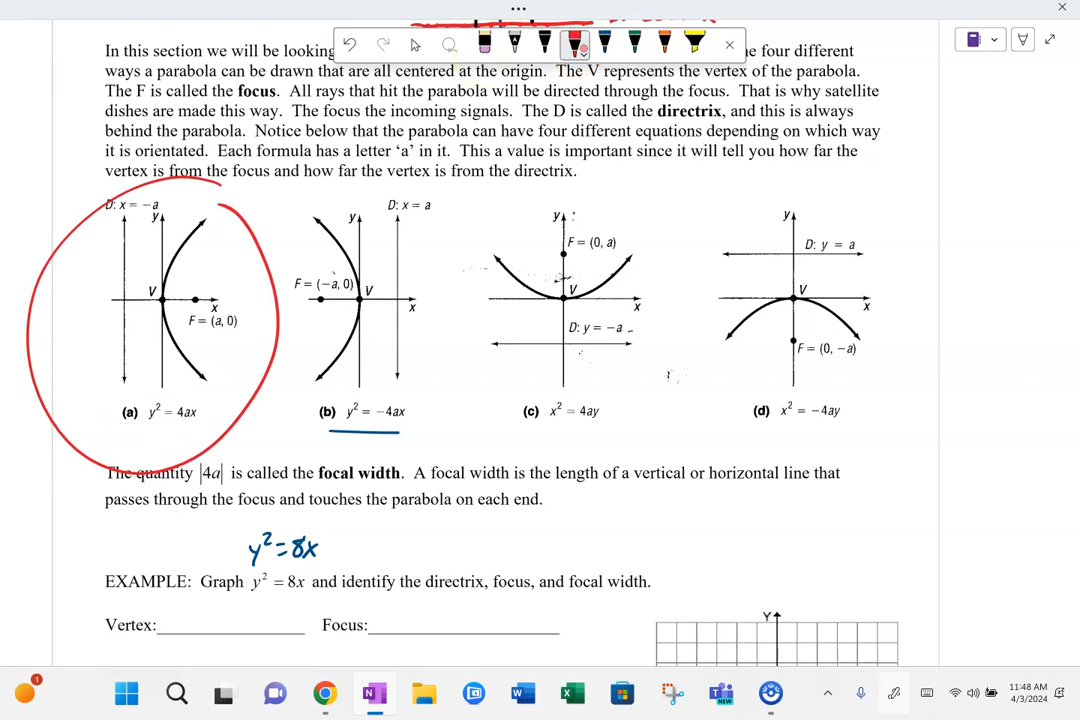 In this section we will be looking
he four different
ways a parabola can be drawn that are all centered at the origin. The V represents the vertex of the parabola.
The F is called the focus. All rays that hit the parabola will be directed through the focus. That is why satellite
dishes are made this way. The focus the incoming signals. The D is called the directrix, and this is always
behind the parabola. Notice below that the parabola can have four different equations depending on which way
it is orientated. Each formula has a letter ‘a’ in it. This a value is important since it will tell you how far the
vertex is from the focus and how far the vertex is from the directrix.
D: x = -a
y
V
x
F = (a, 0)
(a) y² = 4ax
D: x = a
y
F = (-a, 0)
V
x
(b) y² = -4ax
y
F = (0, a)
V
x
D: y = -a
(c) x² = 4ay
y
D: y = a
V
x
F = (0, -a)
(d) x² = -4ay
The quantity |4a| is called the focal width. A focal width is the length of a vertical or horizontal line that
passes through the focus and touches the parabola on each end.
y² = 8x
EXAMPLE: Graph y² = 8x and identify the directrix, focus, and focal width.
Vertex:_______________ Focus:____________________
Y
1
11:48 AM
4/3/2024